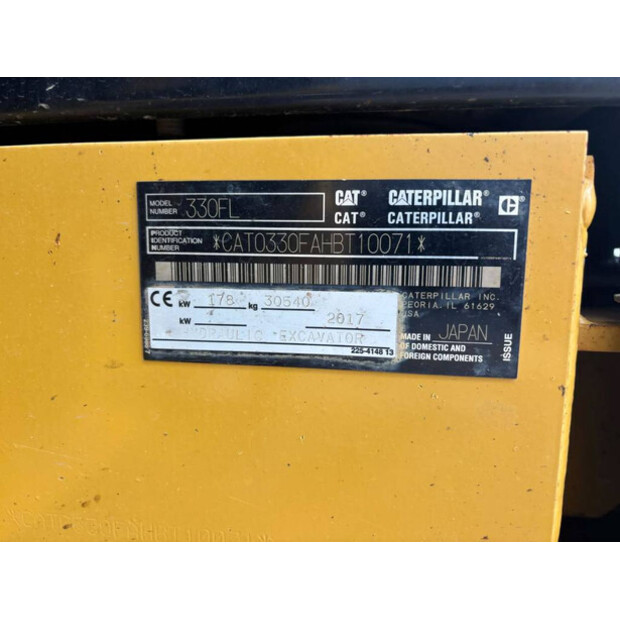 MODEL NUMBER 330FL
CAT® CATERPILLAR®
CAT® CATERPILLAR®
PRODUCT IDENTIFICATION NUMBER *CAT0330FAHBT10071*
CE kW 178 kg 30540
kW 2017
EXCAVATOR
225-4148 13
CATERPILLAR INC.
PEORIA, IL 61629
USA
MADE IN JAPAN
OF DOMESTIC AND
FOREIGN COMPONENTS
ISSUE